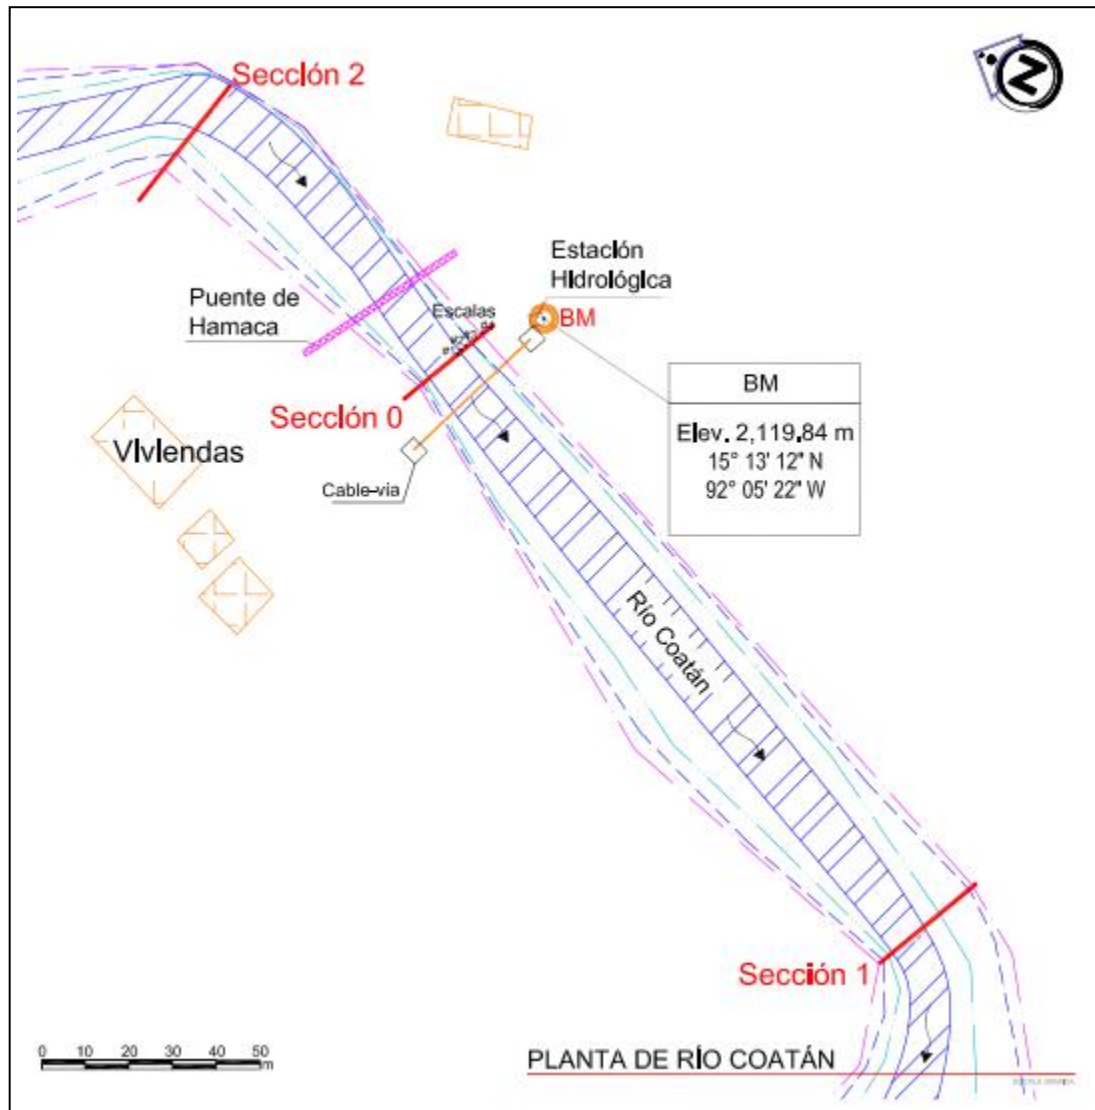 Sección 2
N
Estación
Hidrológica
Puente de
Hamaca
Escalas
BM
BM
Sección 0
Elev. 2,119.84 m
15° 13' 12" N
92° 05' 22" W
Viviendas
Cable-via
Río Coatán
Sección 1
0 10 20 30 40 50
m
PLANTA DE RÍO COATÁN